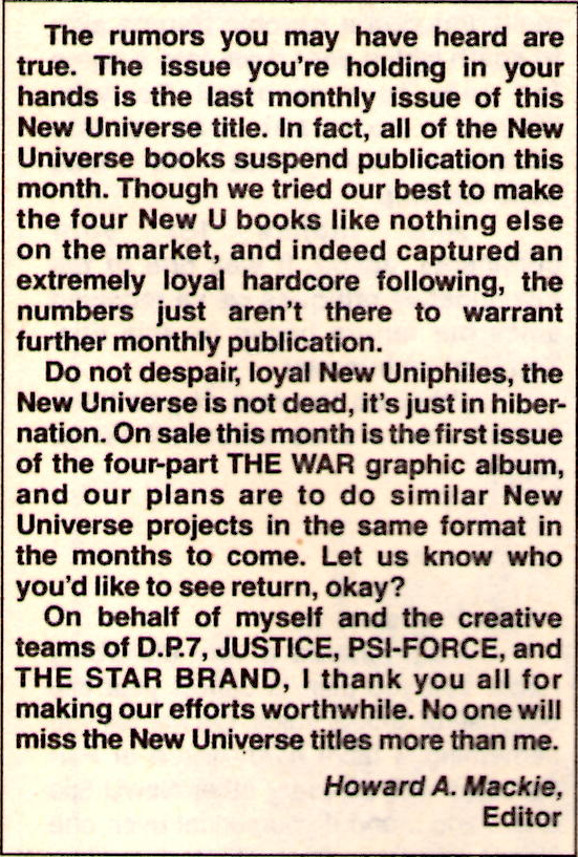 The rumors you may have heard are
true. The issue you're holding in your
hands is the last monthly issue of this
New Universe title. In fact, all of the New
Universe books suspend publication this
month. Though we tried our best to make
the four New U books like nothing else
on the market, and indeed captured an
extremely loyal hardcore following, the
numbers just aren't there to warrant
further monthly publication.
Do not despair, loyal New Uniphiles, the
New Universe is not dead, it's just in hiber-
nation. On sale this month is the first issue
of the four-part THE WAR graphic album,
and our plans are to do similar New
Universe projects in the same format in
the months to come. Let us know who
you'd like to see return, okay?
On behalf of myself and the creative
teams of D.P.7, JUSTICE, PSI-FORCE, and
THE STAR BRAND, I thank you all for
making our efforts worthwhile. No one will
miss the New Universe titles more than me.
Howard A. Mackie,
Editor